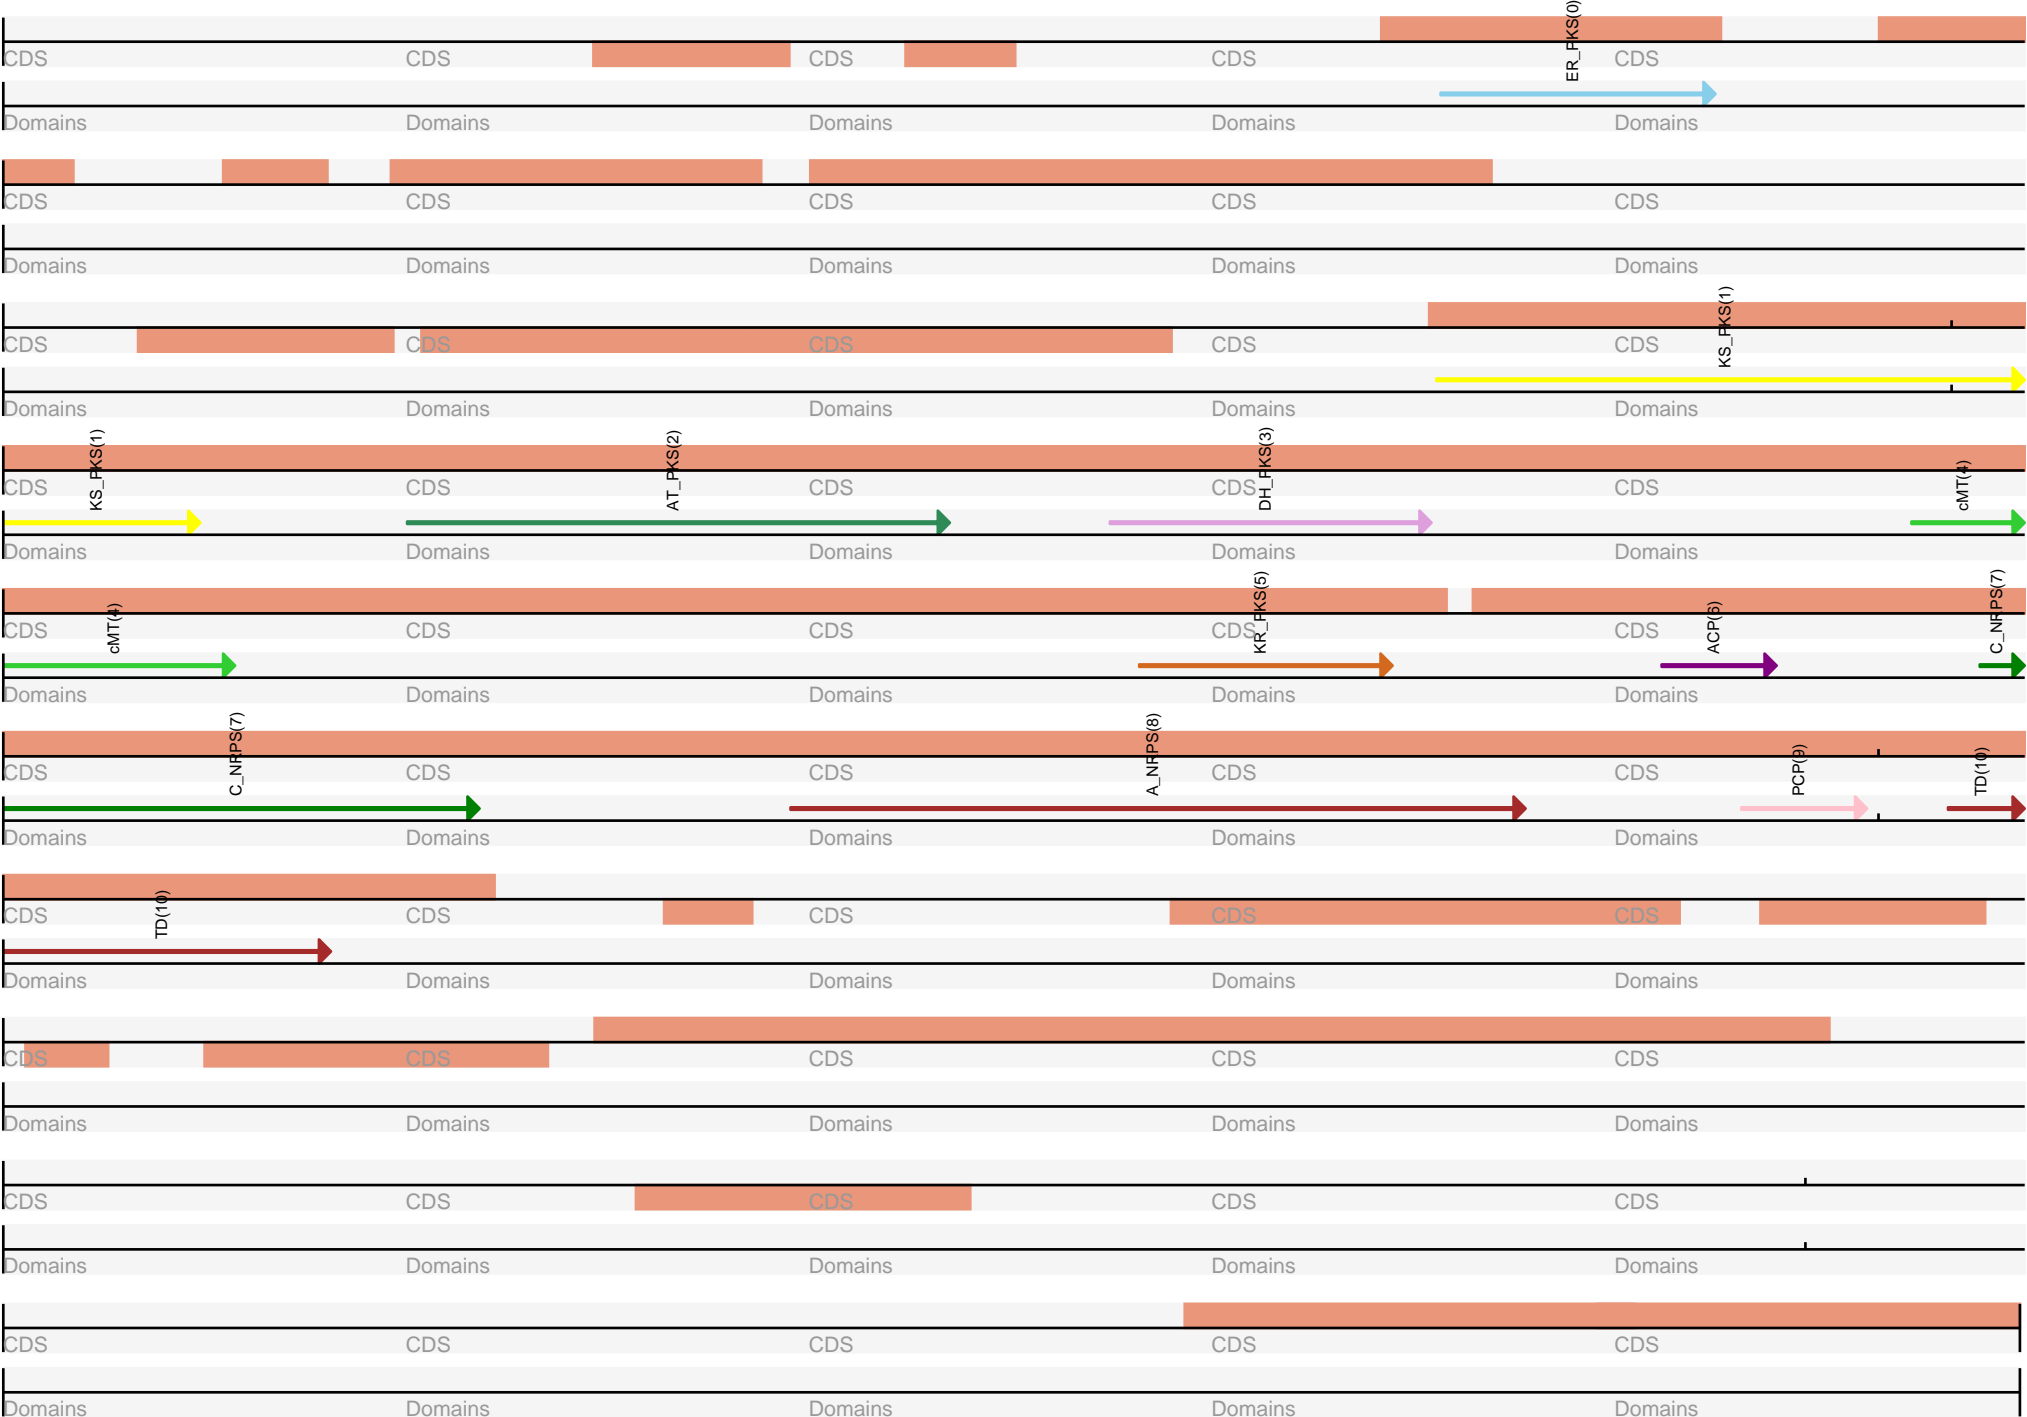 ER_PKS(0)
CDS CDS CDS CDS CDS
Domains Domains Domains Domains Domains
CDS CDS CDS CDS CDS
Domains Domains Domains Domains Domains
KS_PKS(1)
CDS CDS CDS CDS CDS
Domains Domains Domains Domains Domains
KS_PKS(1) AT_PKS(2) DH_PKS(3) cMT(4)
CDS CDS CDS CDS CDS
Domains Domains Domains Domains Domains
cMT(4) KR_PKS(5) ACP(6) C_NRPS(7)
CDS CDS CDS CDS CDS
Domains Domains Domains Domains Domains
C_NRPS(7) A_NRPS(8) PCP(9) TD(10)
CDS CDS CDS CDS CDS
Domains Domains Domains Domains Domains
TD(10)
CDS CDS CDS CDS CDS
Domains Domains Domains Domains Domains
CDS CDS CDS CDS CDS
Domains Domains Domains Domains Domains
CDS CDS CDS CDS CDS
Domains Domains Domains Domains Domains
CDS CDS CDS CDS CDS
Domains Domains Domains Domains Domains